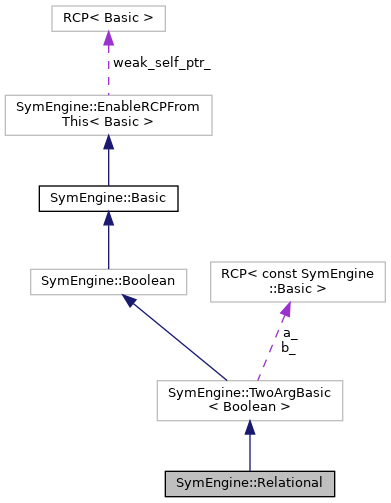 RCP< Basic >
weak_self_ptr_
SymEngine::EnableRCPFrom
This< Basic >
SymEngine::Basic
SymEngine::Boolean
RCP< const SymEngine
::Basic >
a_
b_
SymEngine::TwoArgBasic
< Boolean >
SymEngine::Relational